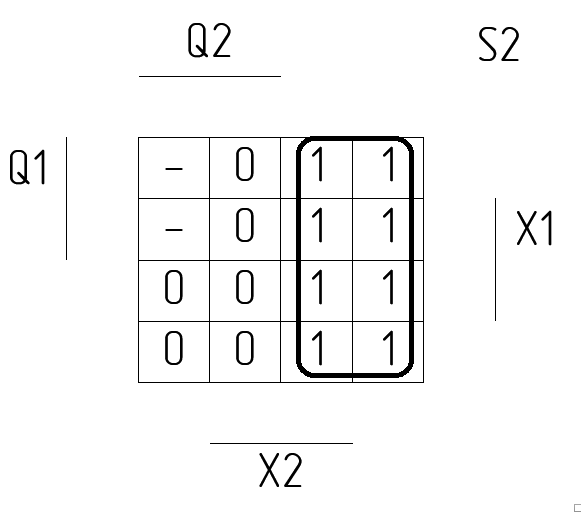 Q2 S2
Q1 – 0 1 1
– 0 1 1 X1
0 0 1 1
0 0 1 1
X2